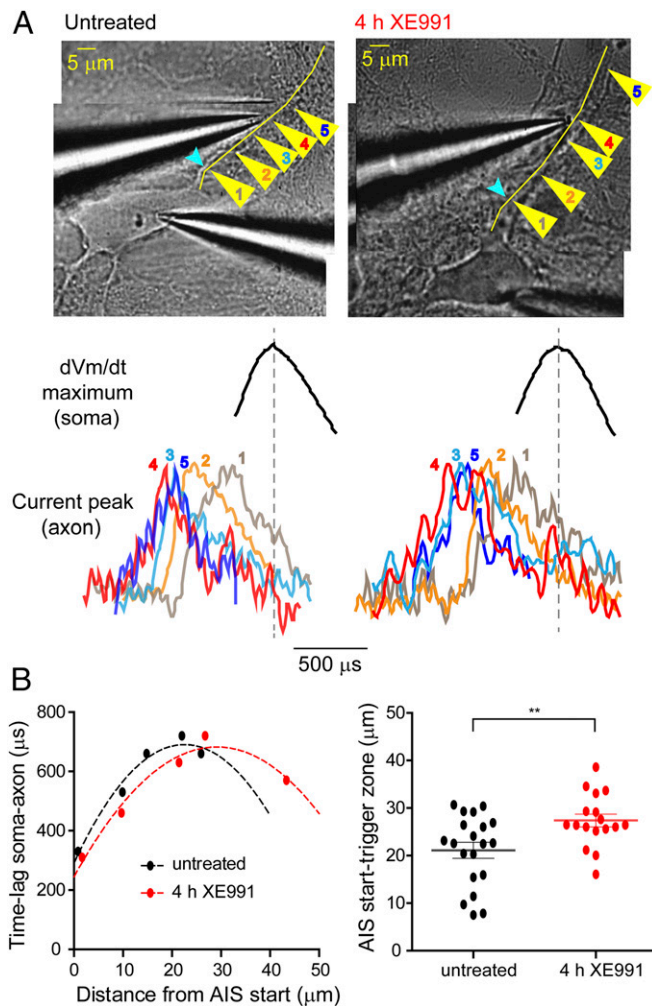 A
Untreated
4 h XE991
5 μm
5 μm
5
4
3
2
1
5
4
3
2
1
dVm/dt
maximum
(soma)
4 3 5 2 1
4 3 5 2 1
Current peak
(axon)
500 μs
B
Time-lag soma-axon (μs)
800
600
400
200
0
0 10 20 30 40 50
untreated
4 h XE991
Distance from AIS start (μm)
AIS start-trigger zone (μm)
50
40
30
20
10
0
**
untreated
4 h XE991